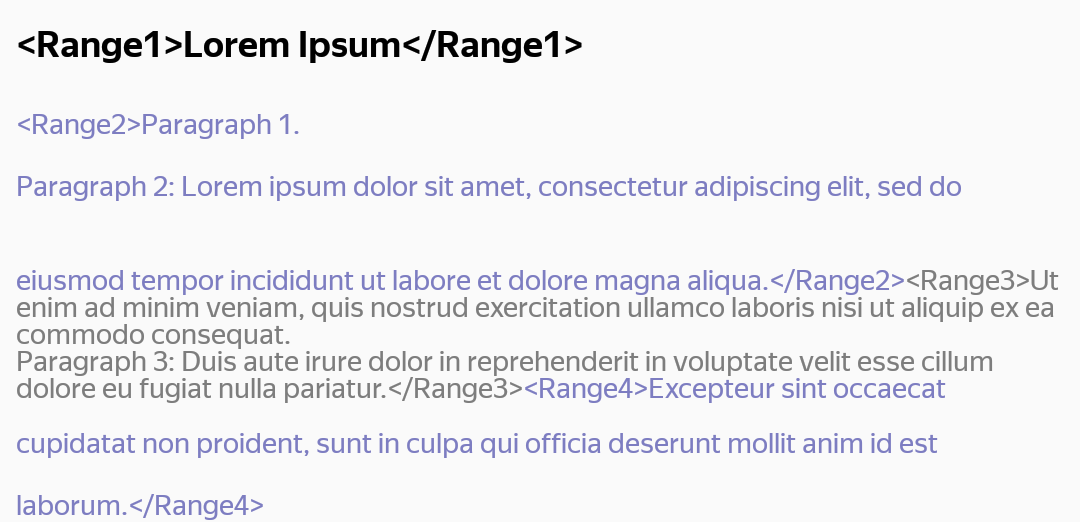 <Range1>Lorem Ipsum</Range1>
<Range2>Paragraph 1.
Paragraph 2: Lorem ipsum dolor sit amet, consectetur adipiscing elit, sed do
eiusmod tempor incididunt ut labore et dolore magna aliqua.</Range2><Range3>Ut
enim ad minim veniam, quis nostrud exercitation ullamco laboris nisi ut aliquip ex ea
commodo consequat.
Paragraph 3: Duis aute irure dolor in reprehenderit in voluptate velit esse cillum
dolore eu fugiat nulla pariatur.</Range3><Range4>Excepteur sint occaecat
cupidatat non proident, sunt in culpa qui officia deserunt mollit anim id est
laborum.</Range4>